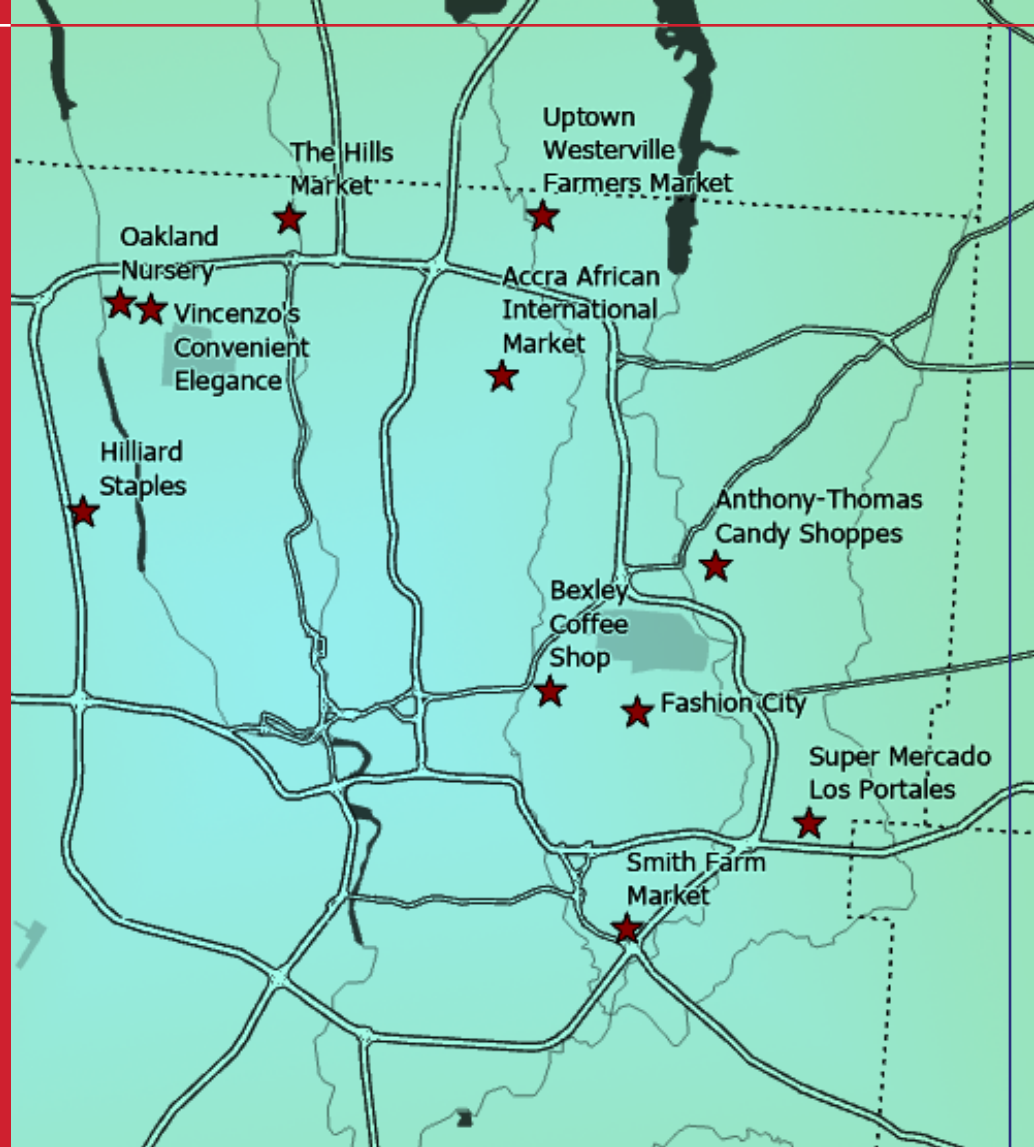 Uptown
Westerville
Farmers Market
The Hills
Market
Oakland
Nursery
Accra African
International
Market
Vincenzo's
Convenient
Elegance
Hilliard
Staples
Anthony-Thomas
Candy Shoppes
Bexley
Coffee
Shop
Fashion City
Super Mercado
Los Portales
Smith Farm
Market